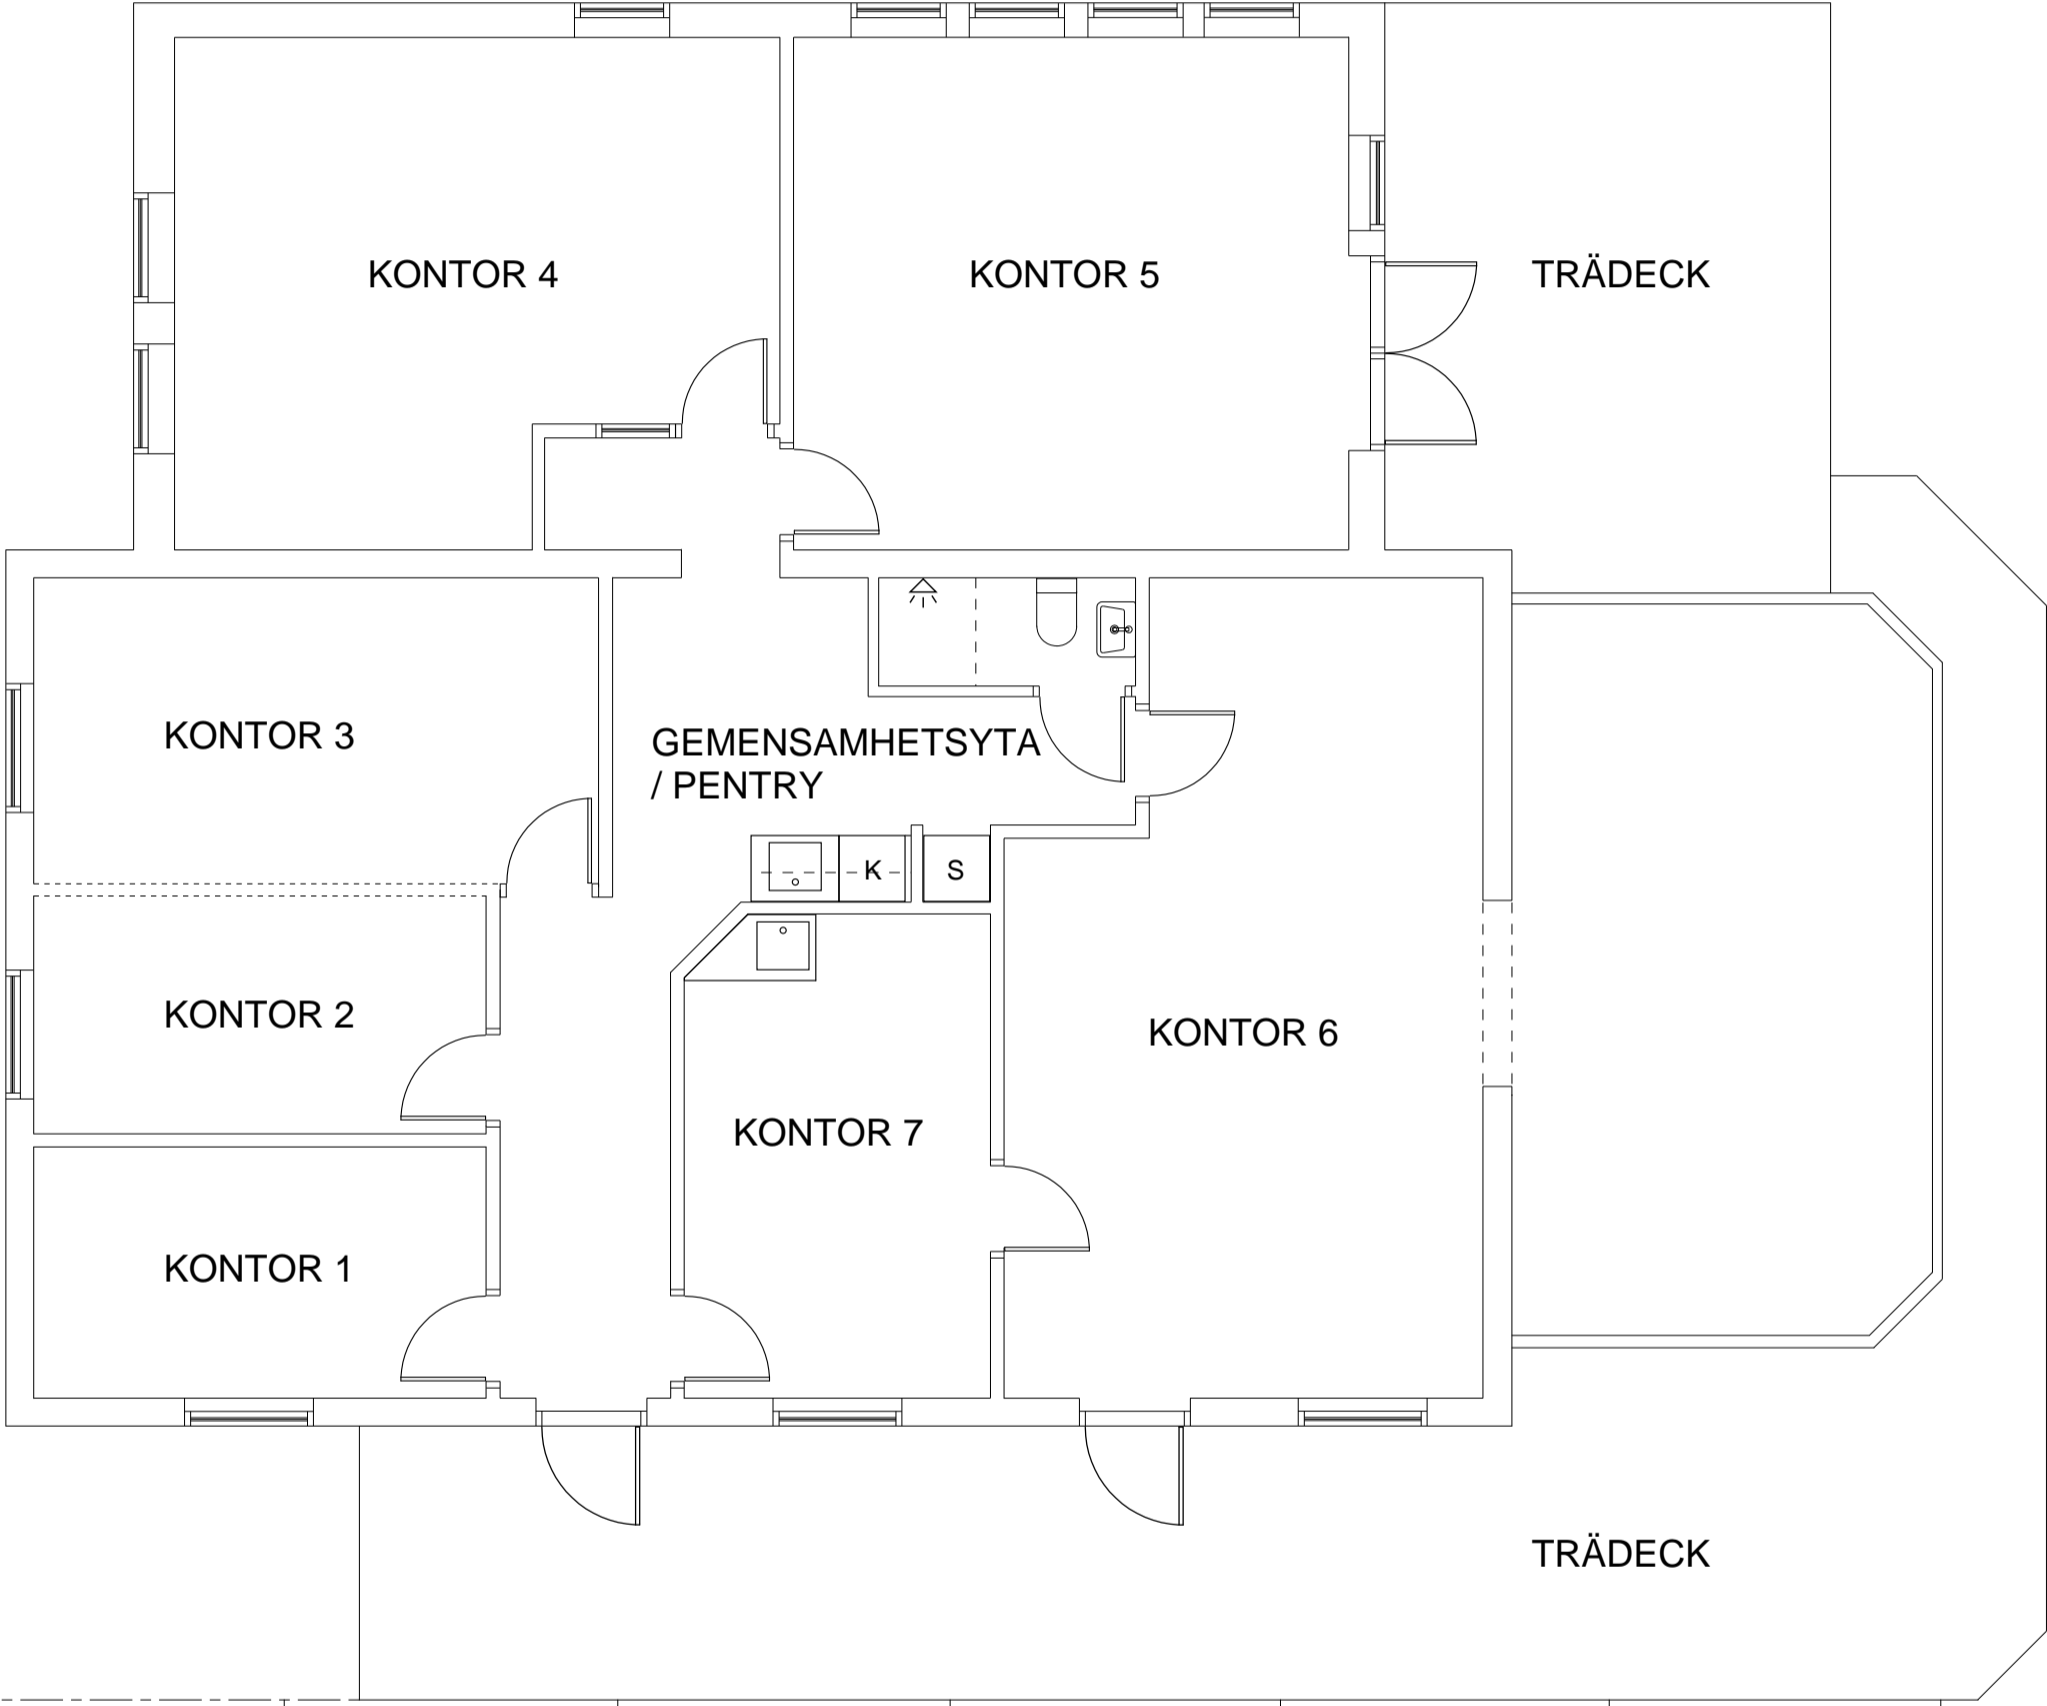 KONTOR 4
KONTOR 5
TRÄDECK
KONTOR 3
GEMENSAMHETSYTA
/ PENTRY
K
S
KONTOR 2
KONTOR 6
KONTOR 7
KONTOR 1
TRÄDECK